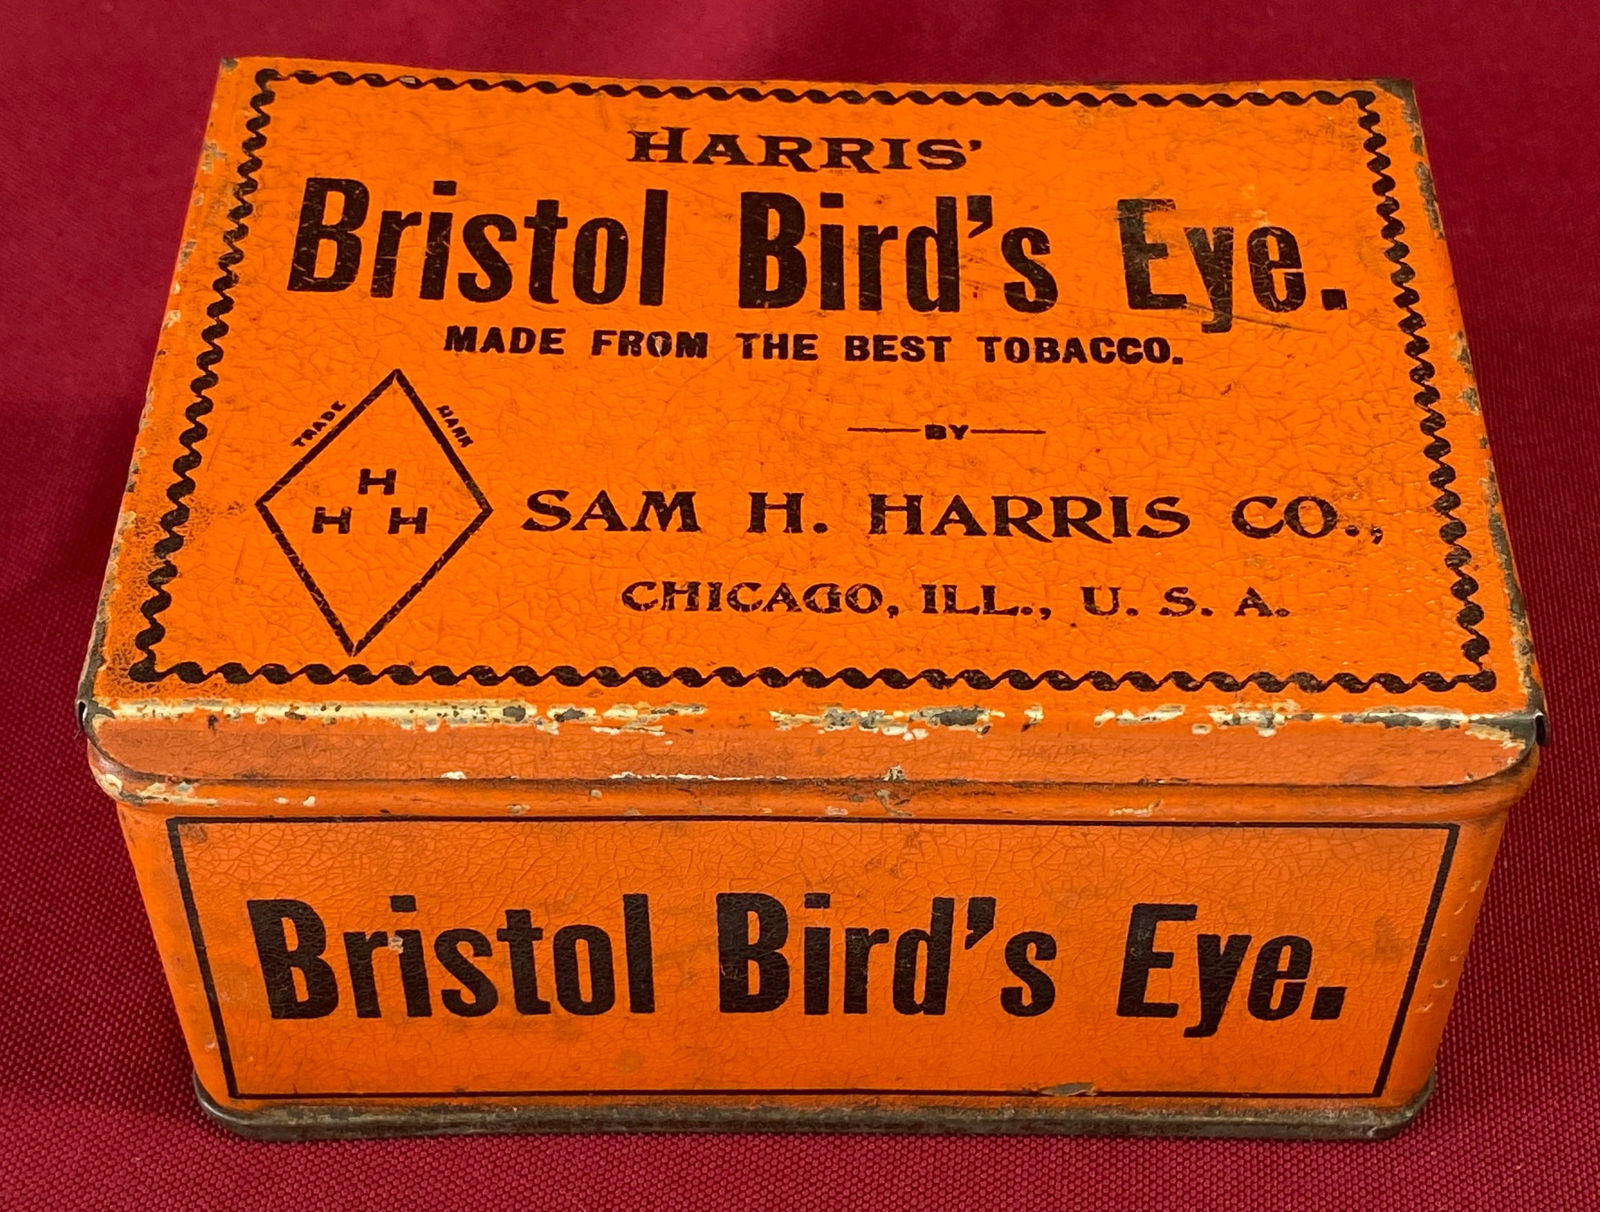 HARRIS'
Bristol Bird's Eye.
MADE FROM THE BEST TOBACCO.
BY
TRADE MARK
H
H H
SAM H. HARRIS CO.,
CHICAGO, ILL., U. S. A.
Bristol Bird's Eye.